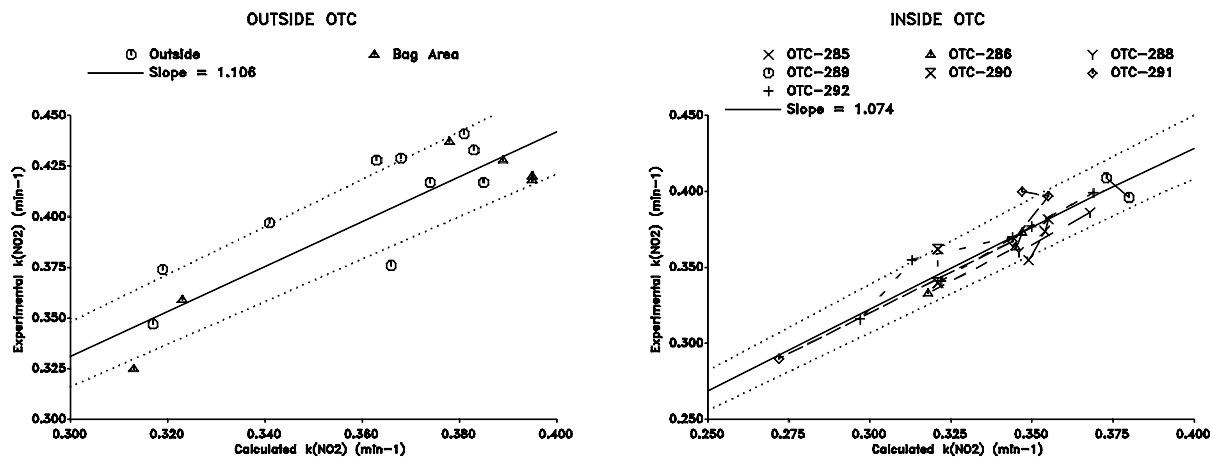 OUTSIDE OTC
Outside
Bag Area
Slope = 1.106
0.450
0.425
0.400
0.375
0.350
0.325
0.300
Experimental k(NO2) (min-1)
0.300
0.320
0.340
0.360
0.380
0.400
Calculated k(NO2) (min-1)
INSIDE OTC
OTC-285
OTC-286
OTC-288
OTC-289
OTC-290
OTC-291
OTC-292
Slope = 1.074
0.450
0.400
0.350
0.300
0.250
Experimental k(NO2) (min-1)
0.250
0.275
0.300
0.325
0.350
0.375
0.400
Calculated k(NO2) (min-1)